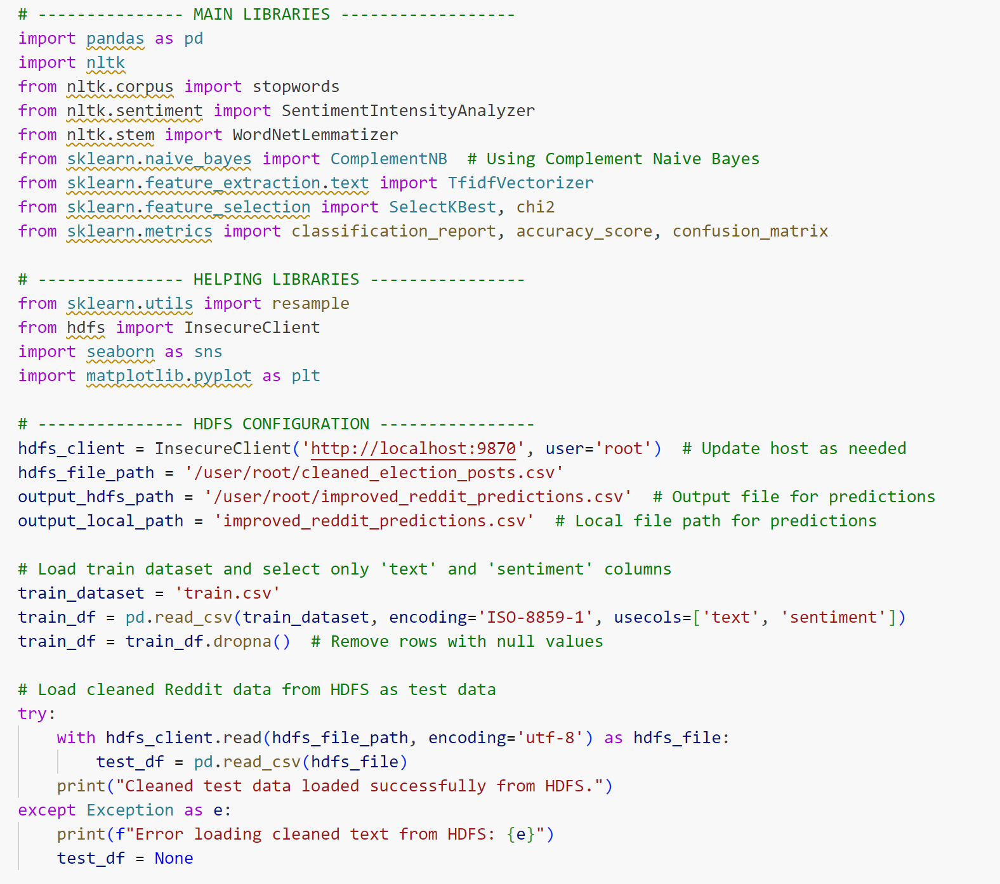 # --------------- MAIN LIBRARIES ------------------
import pandas as pd
import nltk
from nltk.corpus import stopwords
from nltk.sentiment import SentimentIntensityAnalyzer
from nltk.stem import WordNetLemmatizer
from sklearn.naive_bayes import ComplementNB  # Using Complement Naive Bayes
from sklearn.feature_extraction.text import TfidfVectorizer
from sklearn.feature_selection import SelectKBest, chi2
from sklearn.metrics import classification_report, accuracy_score, confusion_matrix

# --------------- HELPING LIBRARIES ----------------
from sklearn.utils import resample
from hdfs import InsecureClient
import seaborn as sns
import matplotlib.pyplot as plt

# --------------- HDFS CONFIGURATION ----------------
hdfs_client = InsecureClient('http://localhost:9870', user='root')  # Update host as needed
hdfs_file_path = '/user/root/cleaned_election_posts.csv'
output_hdfs_path = '/user/root/improved_reddit_predictions.csv'  # Output file for predictions
output_local_path = 'improved_reddit_predictions.csv'  # Local file path for predictions

# Load train dataset and select only 'text' and 'sentiment' columns
train_dataset = 'train.csv'
train_df = pd.read_csv(train_dataset, encoding='ISO-8859-1', usecols=['text', 'sentiment'])
train_df = train_df.dropna()  # Remove rows with null values

# Load cleaned Reddit data from HDFS as test data
try:
    with hdfs_client.read(hdfs_file_path, encoding='utf-8') as hdfs_file:
        test_df = pd.read_csv(hdfs_file)
    print("Cleaned test data loaded successfully from HDFS.")
except Exception as e:
    print(f"Error loading cleaned text from HDFS: {e}")
    test_df = None